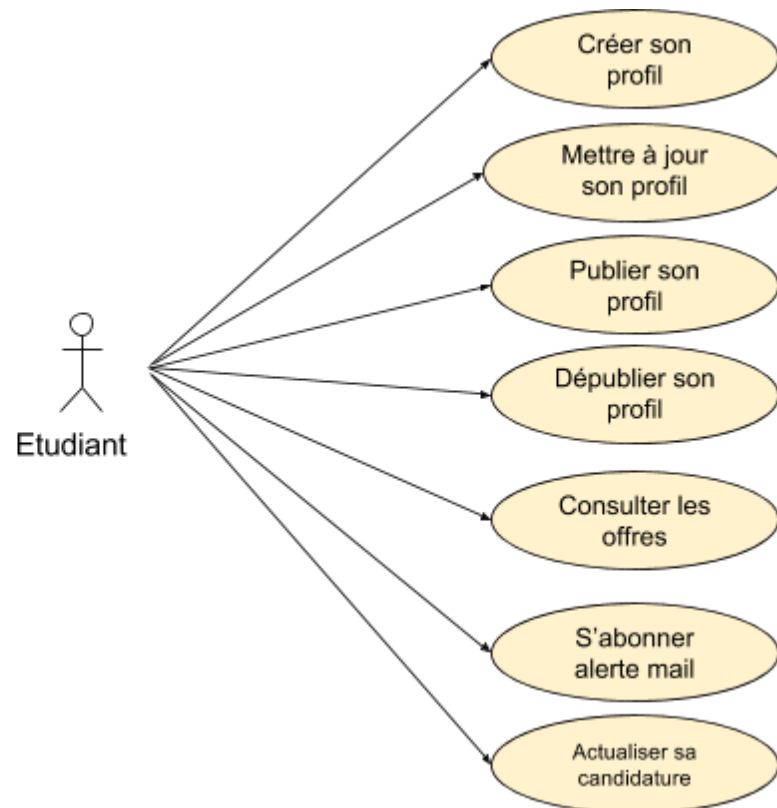 Créer son
profil
Mettre à jour
son profil
Publier son
profil
Dépublier son
profil
Etudiant
Consulter les
offres
S'abonner
alerte mail
Actualiser sa
candidature